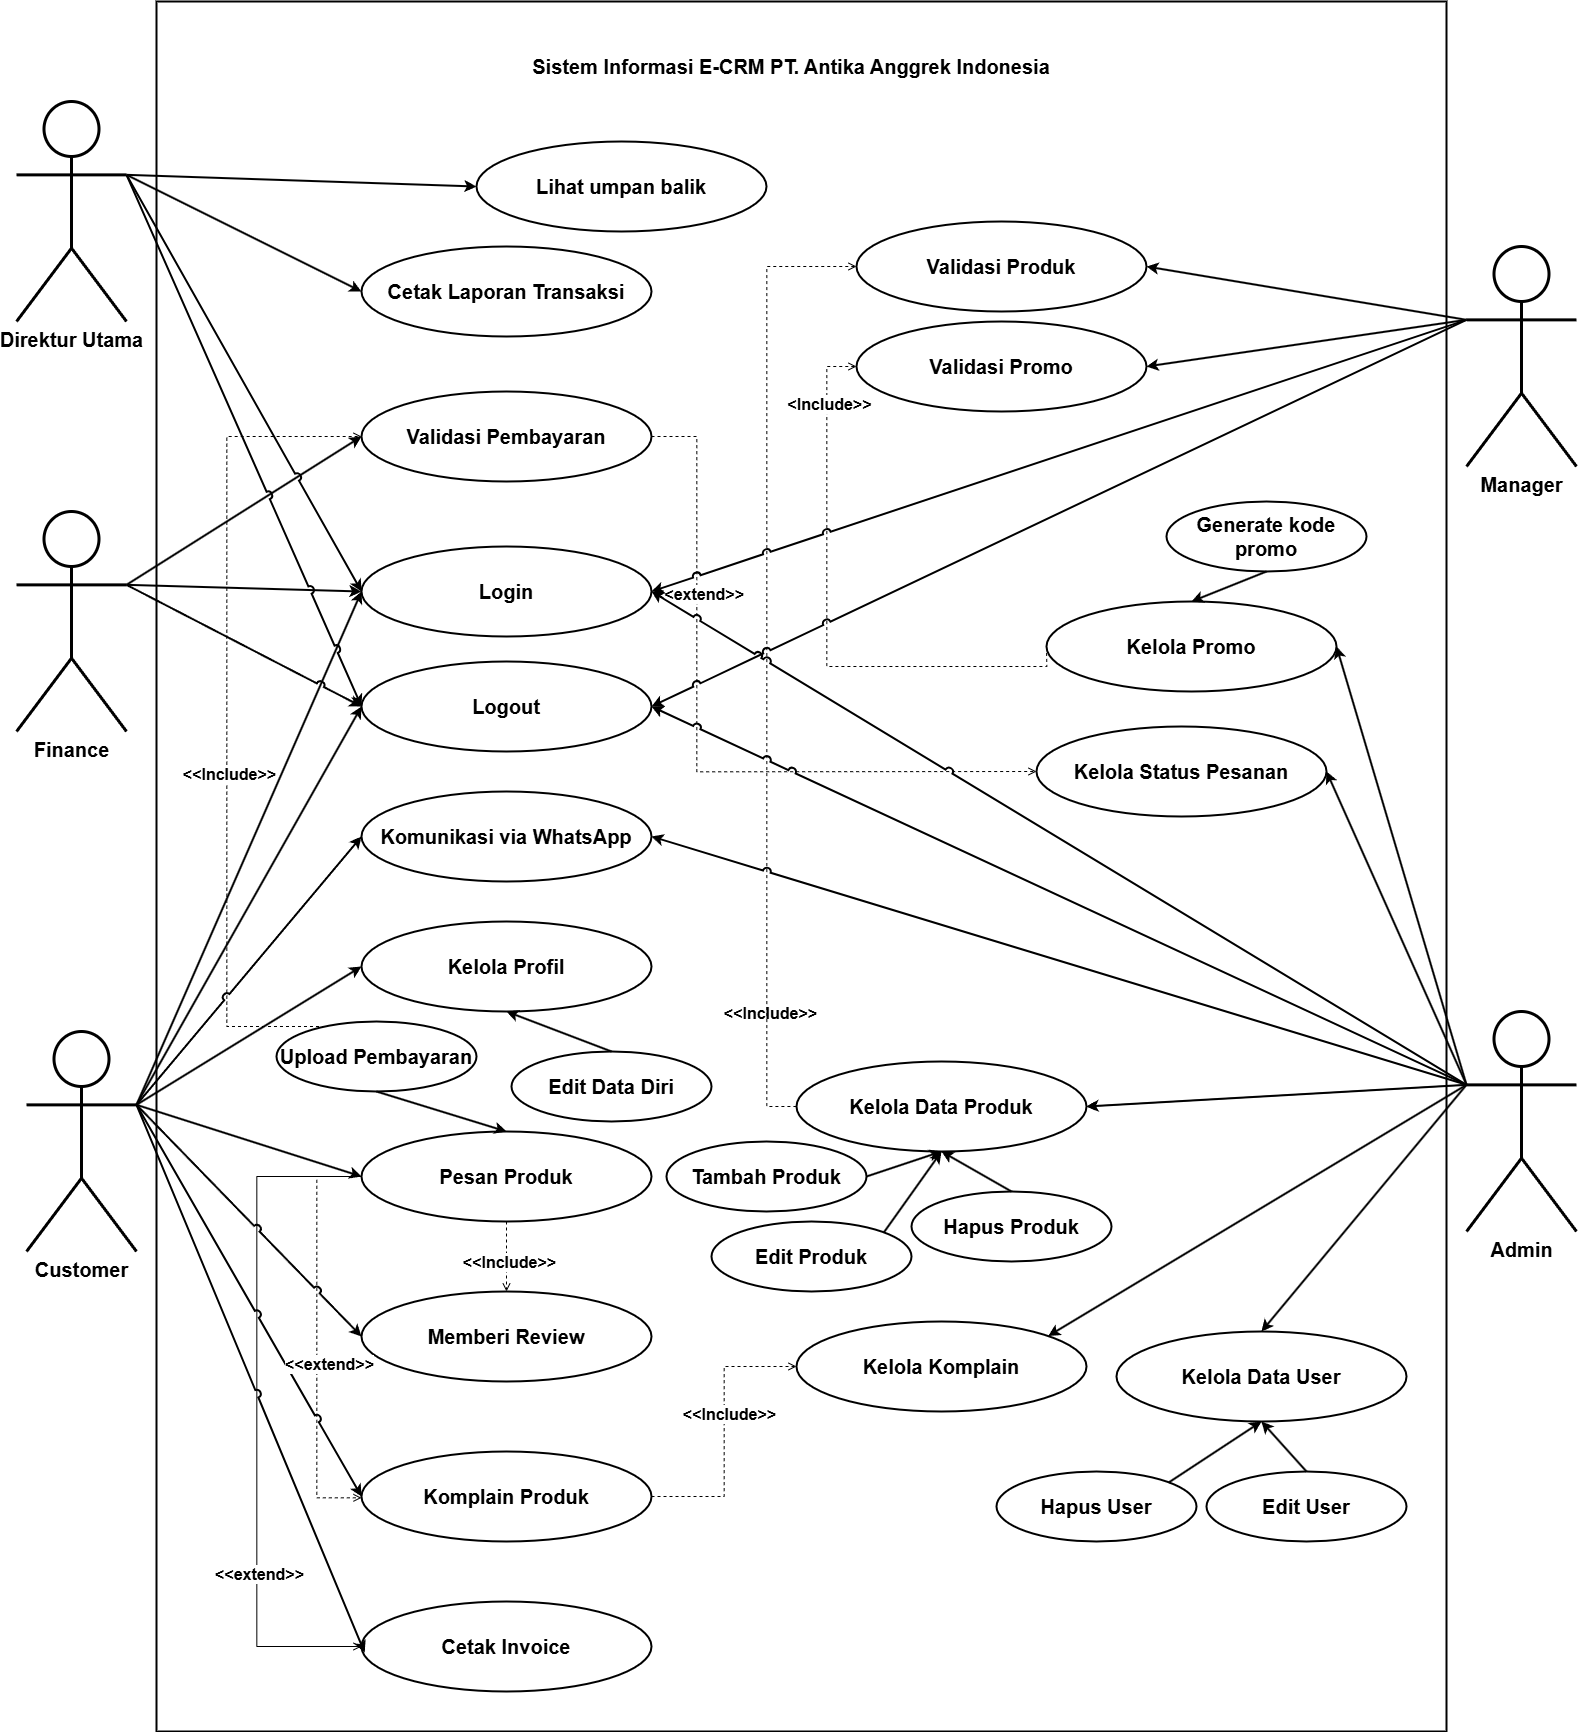 Sistem Informasi E-CRM PT. Antika Anggrek Indonesia
Lihat umpan balik
Validasi Produk
Cetak Laporan Transaksi
Direktur Utama
Validasi Promo
<Include>>
Validasi Pembayaran
Manager
Generate kode
promo
Login
<extend>>
Kelola Promo
Logout
Finance
<<Include>>
Kelola Status Pesanan
Komunikasi via WhatsApp
Kelola Profil
<<Include>>
Upload Pembayaran
Edit Data Diri
Kelola Data Produk
Pesan Produk
Tambah Produk
Hapus Produk
Edit Produk
Customer
Admin
<<Include>>
Memberi Review
<<extend>>
Kelola Komplain
Kelola Data User
<<Include>>
Komplain Produk
Hapus User
Edit User
<<extend>>
Cetak Invoice